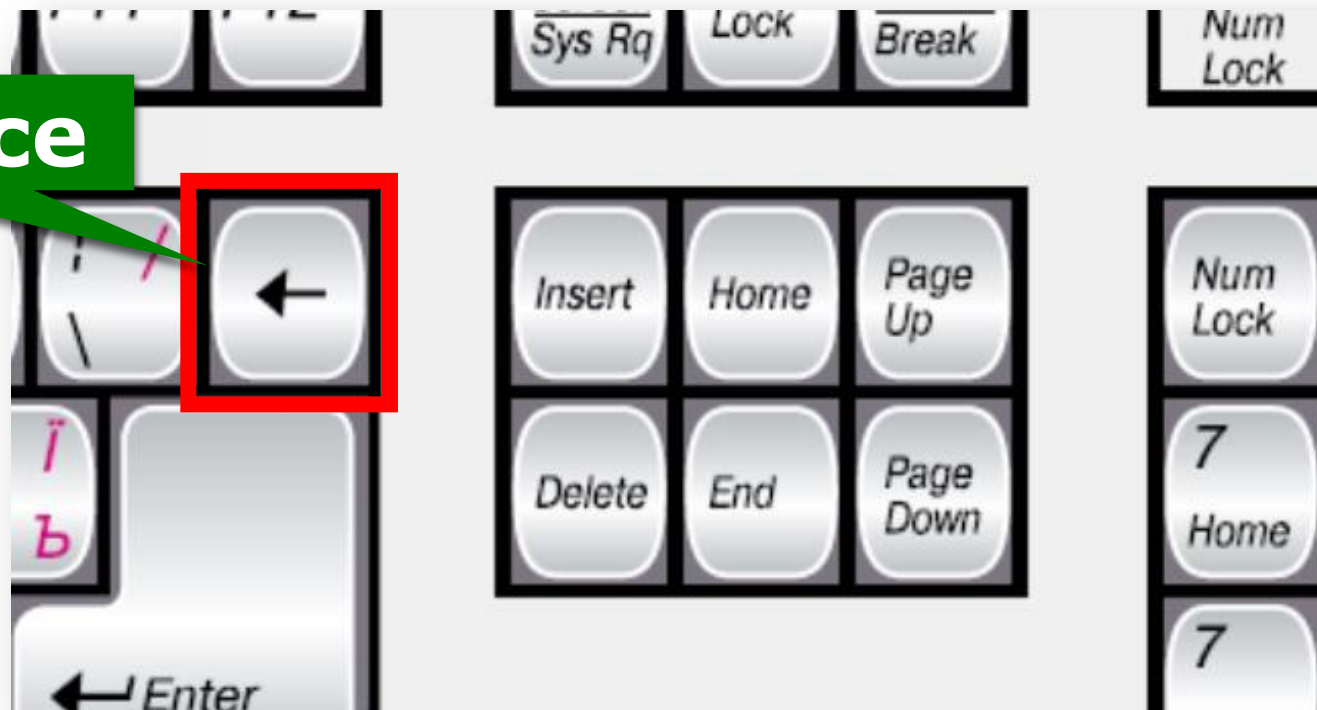 Sys Rq
Lock
Break
Num
Lock
ce
! /
\
Insert
Home
Page
Up
Num
Lock
Ї
Ъ
Delete
End
Page
Down
7
Home
7
Enter